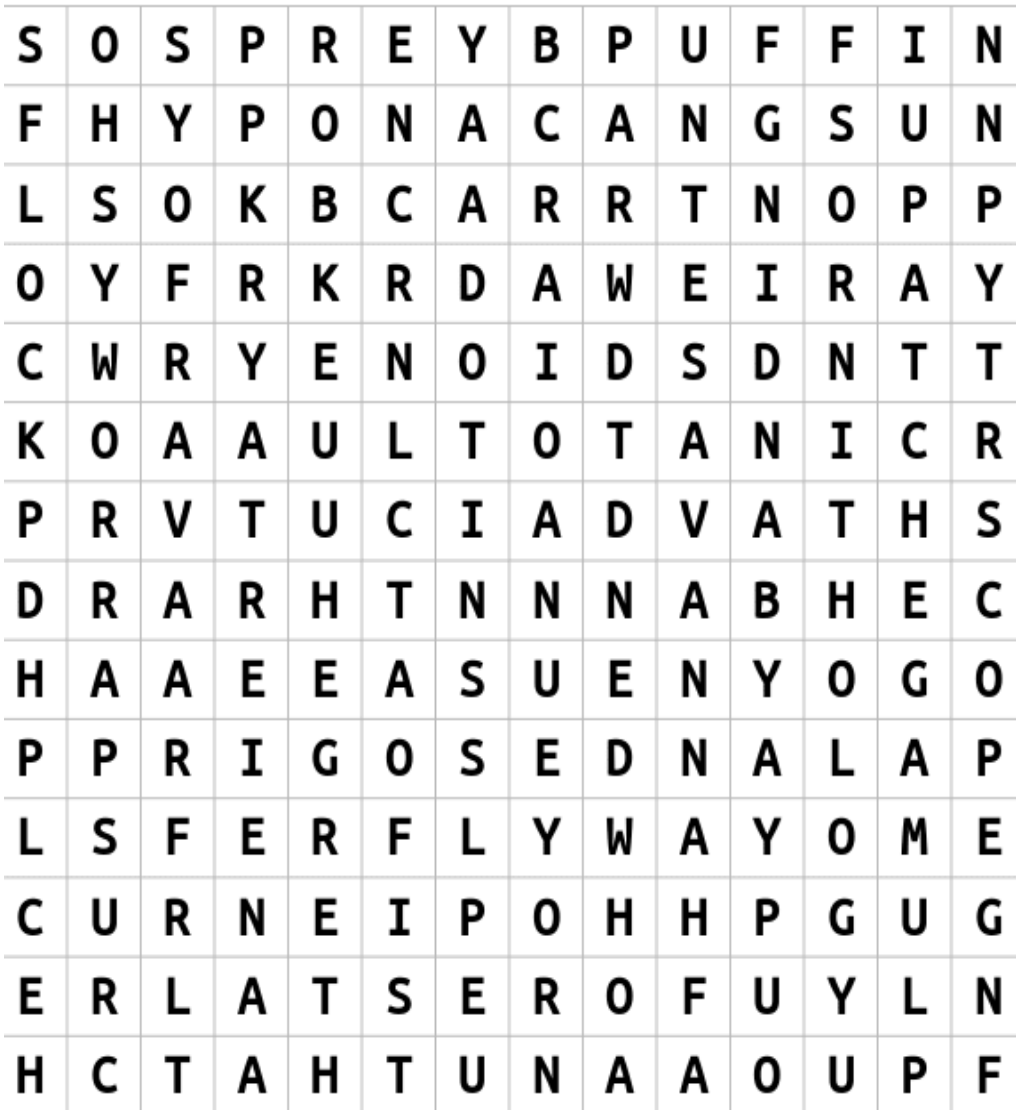 S O S P R E Y B P U F F I N
F H Y P O N A C A N G S U N
L S O K B C A R R T N O P P
O Y F R K R D A W E I R A Y
C W R Y E N O I D S D N T T
K O A A U L T O T A N I C R
P R V T U C I A D V A T H S
D R A R H T N N N A B H E C
H A A E E A S U E N Y O G O
P P R I G O S E D N A L A P
L S F E R F L Y W A Y O M E
C U R N E I P O H H P G U G
E R L A T S E R O F U Y L N
H C T A H T U N A A O U P F